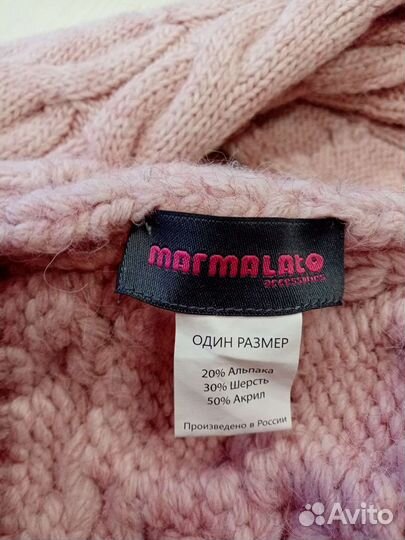 marmalato
accessories
ОДИН РАЗМЕР
20% Альпака
30% Шерсть
50% Акрил
Произведено в России
Avito